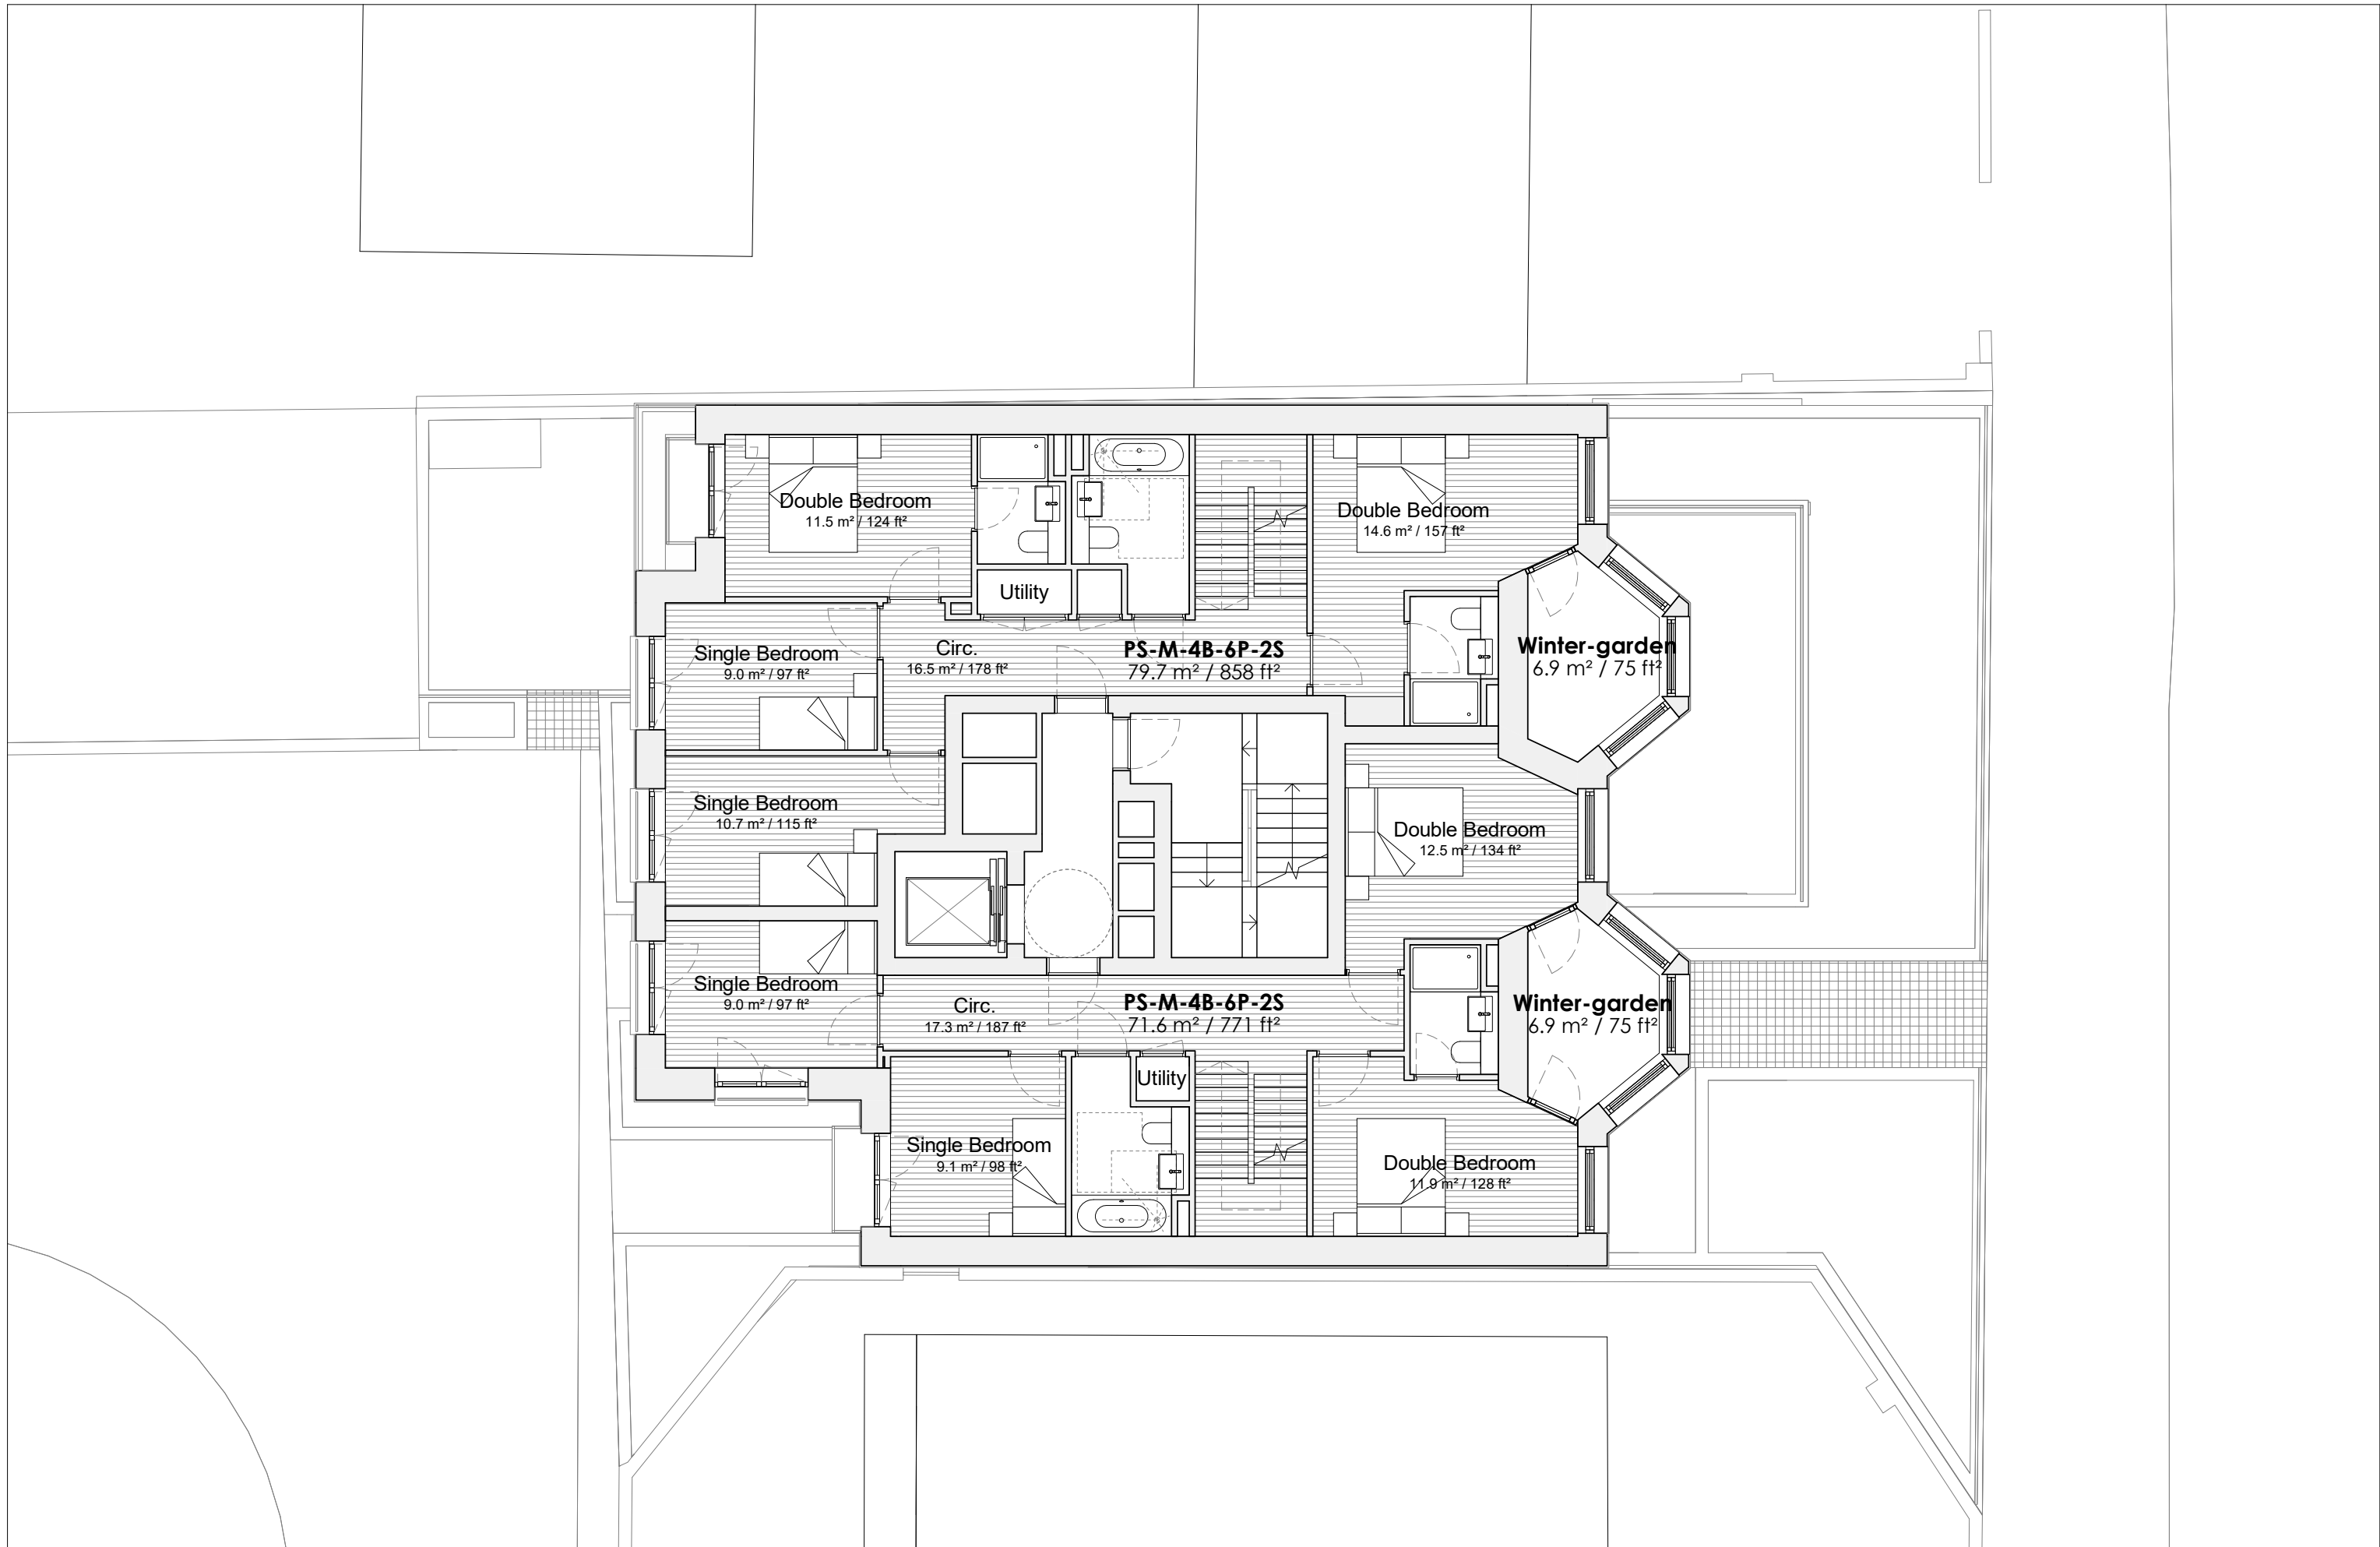 Double Bedroom
11.5 m² / 124 ft²
Double Bedroom
14.6 m² / 157 ft²
Utility
Single Bedroom
9.0 m² / 97 ft²
Circ.
16.5 m² / 178 ft²
PS-M-4B-6P-2S
79.7 m² / 858 ft²
Winter-garden
6.9 m² / 75 ft²
Single Bedroom
10.7 m² / 115 ft²
Double Bedroom
12.5 m² / 134 ft²
Single Bedroom
9.0 m² / 97 ft²
Circ.
17.3 m² / 187 ft²
PS-M-4B-6P-2S
71.6 m² / 771 ft²
Winter-garden
6.9 m² / 75 ft²
Utility
Single Bedroom
9.1 m² / 98 ft²
Double Bedroom
11.9 m² / 128 ft²